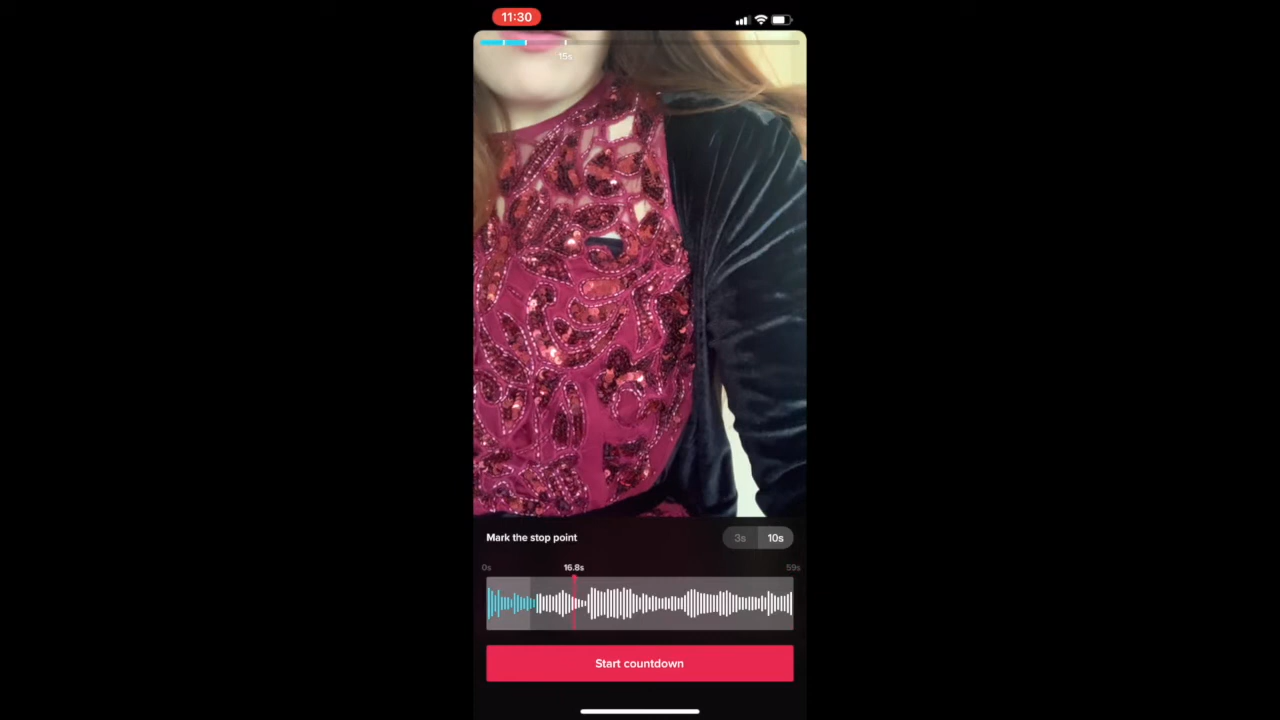 11:30
15s
Mark the stop point
3s 10s
0s 16.8s 59s
Start countdown